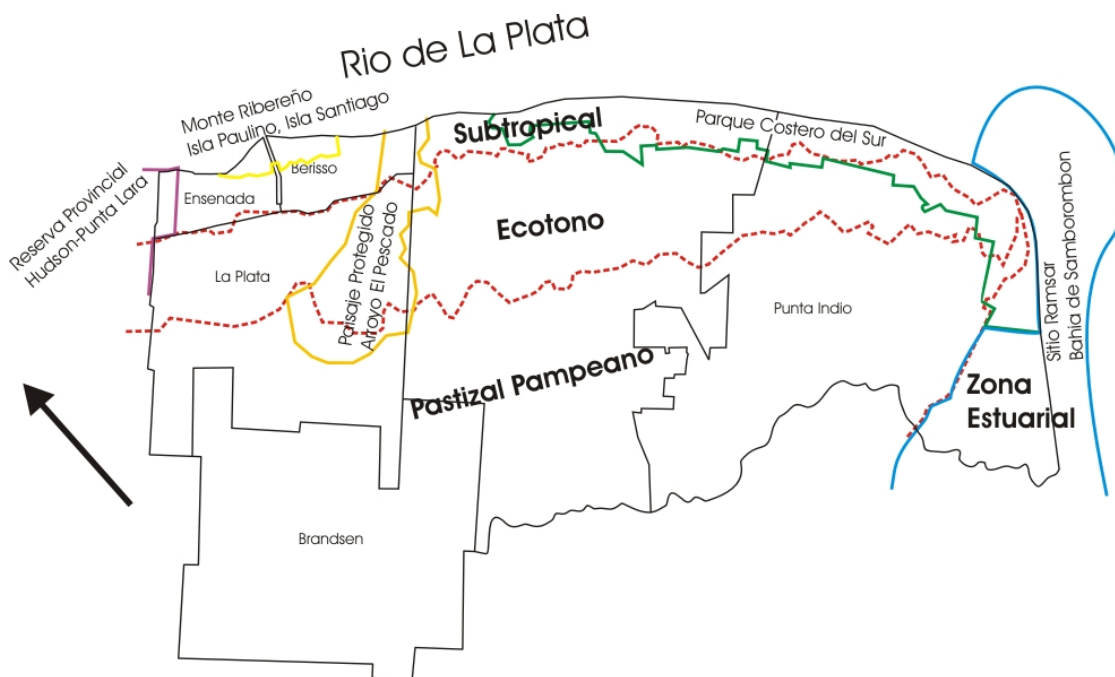 Rio de La Plata
Monte Ribereño
Isla Paulino, Isla Santiago
Subtropical
Parque Costero del Sur
Reserva Provincial
Hudson-Punta Lara
Berisso
Ensenada
Ecotono
Paisaje Protegido
Arroyo El Pescado
La Plata
Punta Indio
Sitio Ramsar
Bahia de Samborombon
Pastizal Pampeano
Zona
Estuarial
Brandsen